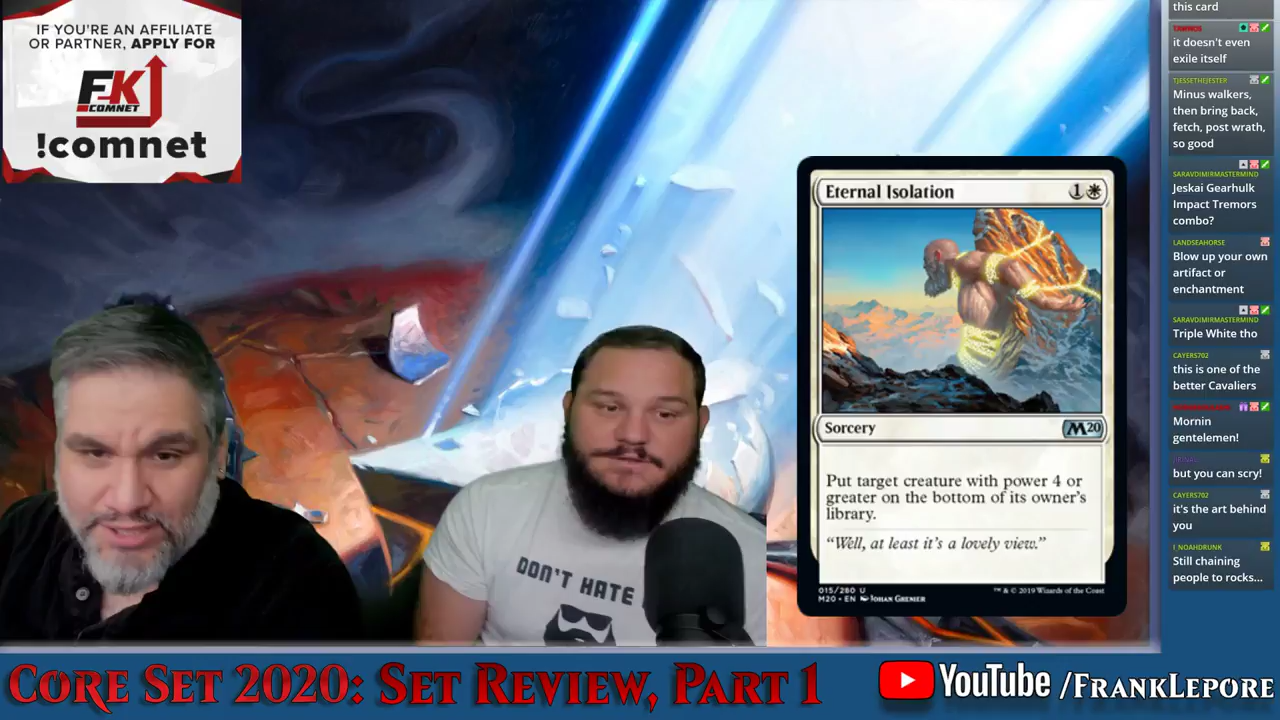 IF YOU'RE AN AFFILIATE
OR PARTNER, APPLY FOR
FK
COMNET
!comnet
Eternal Isolation
1
Sorcery
M20
Put target creature with power 4 or
greater on the bottom of its owner's
library.
"Well, at least it's a lovely view."
015/280 U
M20 • EN Johan Grenier
™ & © 2019 Wizards of the Coast
DON'T HATE
this card
it doesn't even
exile itself
TJESSETHEJESTER
Minus walkers,
then bring back,
fetch, post wrath,
so good
SARAVDIMIRMASTERMIND
Jeskai Gearhulk
Impact Tremors
combo?
LANDSEAHORSE
Blow up your own
artifact or
enchantment
SARAVDIMIRMASTERMIND
Triple White tho
CAYERS702
this is one of the
better Cavaliers
Mornin
gentelemen!
but you can scry!
CAYERS702
it's the art behind
you
I_NOAHDRUNK
Still chaining
people to rocks...
Core Set 2020: Set Review, Part 1
YouTube /FrankLepore